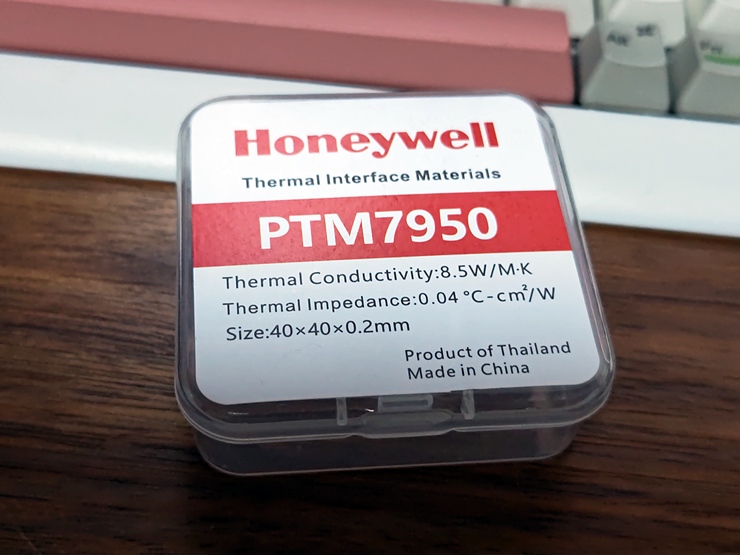 Honeywell
Thermal Interface Materials
PTM7950
Thermal Conductivity:8.5W/M·K
Thermal Impedance:0.04 °C-cm²/W
Size:40×40×0.2mm
Product of Thailand
Made in China